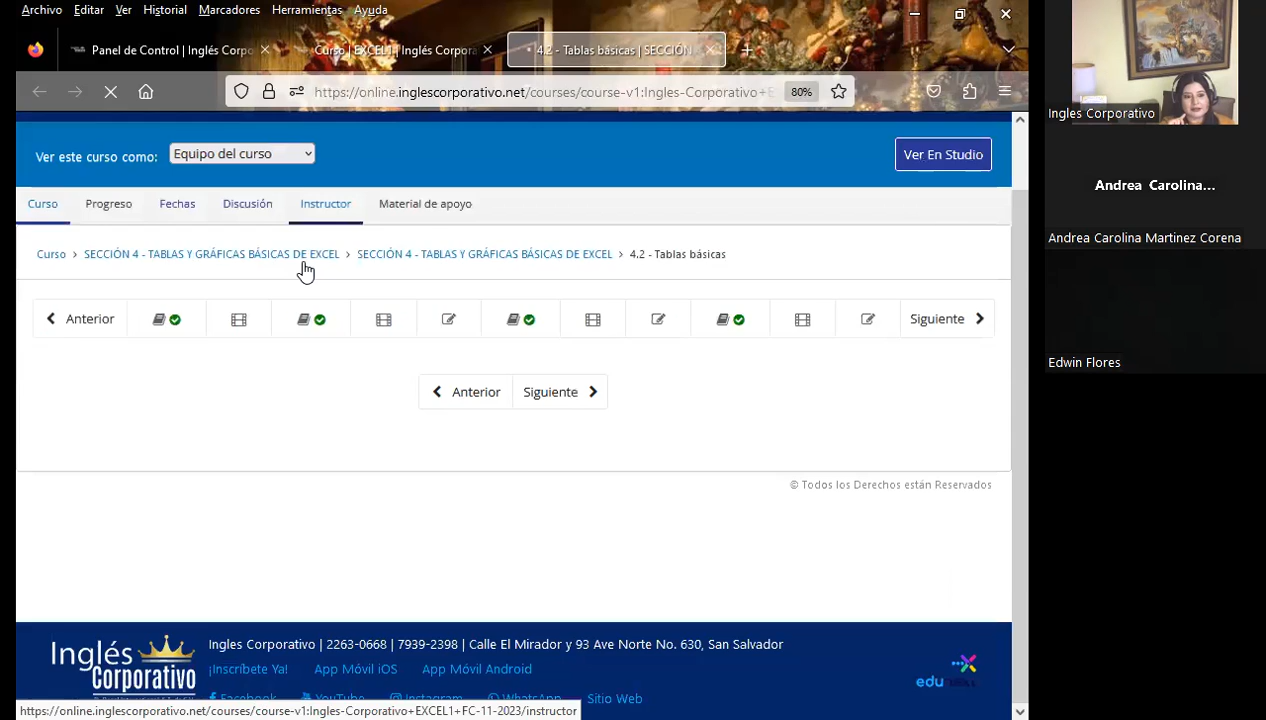 Archivo Editar Ver Historial Marcadores Herramientas Ayuda
Panel de Control | Inglés Corpo
Curso | EXCEL1 | Inglés Corpora
4.2 - Tablas básicas | SECCIÓN
https://online.inglescorporativo.net/courses/course-v1:Ingles-Corporativo+E
80%
Ver este curso como:
Equipo del curso
Ver En Studio
Curso Progreso Fechas Discusión Instructor Material de apoyo
Curso > SECCIÓN 4 - TABLAS Y GRÁFICAS BÁSICAS DE EXCEL > SECCIÓN 4 - TABLAS Y GRÁFICAS BÁSICAS DE EXCEL > 4.2 - Tablas básicas
Anterior Siguiente
Anterior Siguiente
© Todos los Derechos están Reservados
Inglés Corporativo
Ingles Corporativo | 2263-0668 | 7939-2398 | Calle El Mirador y 93 Ave Norte No. 630, San Salvador
¡Inscríbete Ya! App Móvil iOS App Móvil Android
Facebook YouTube Instagram WhatsApp Sitio Web
https://online.inglescorporativo.net/courses/course-v1:Ingles-Corporativo+EXCEL1+FC-11-2023/instructor
Ingles Corporativo
Andrea Carolina...
Andrea Carolina Martinez Corena
Edwin Flores